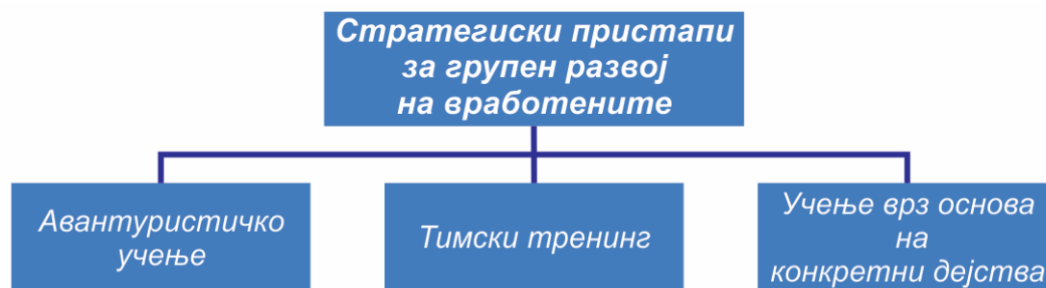 Стратегиски пристапи
за групен развој
на вработените
Авантуристичко
учење
Тимски тренинг
Учење врз основа
на
конкретни дејства